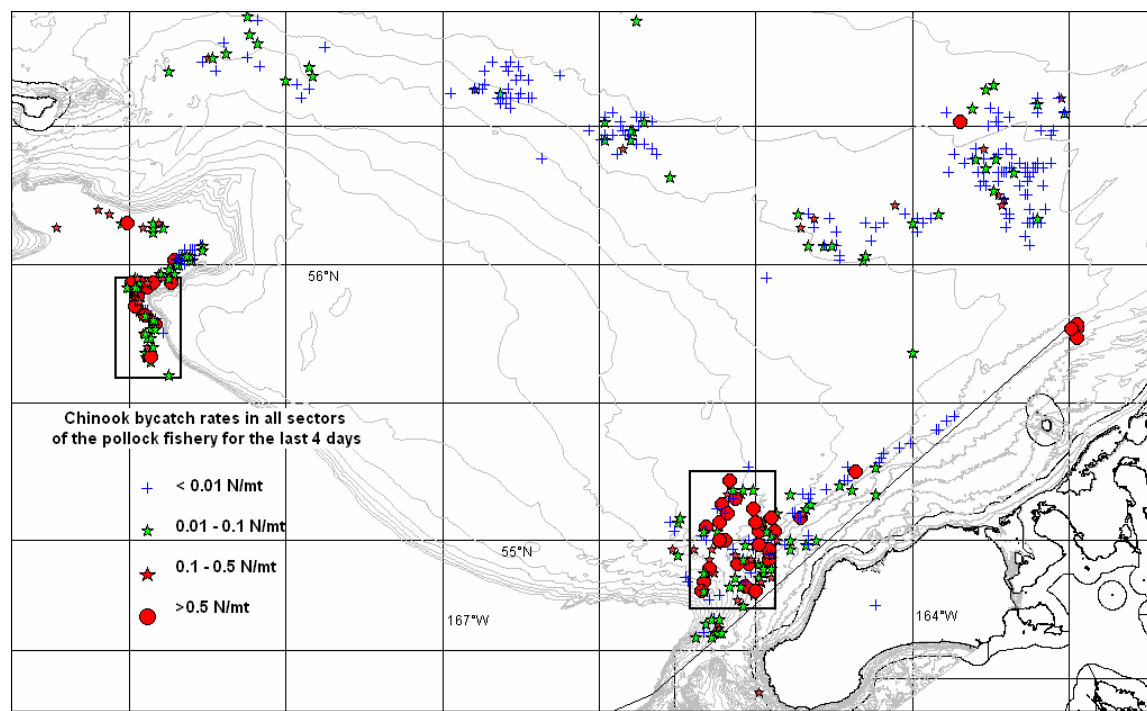 56°N
Chinook bycatch rates in all sectors
of the pollock fishery for the last 4 days
< 0.01 N/mt
0.01 - 0.1 N/mt
0.1 - 0.5 N/mt
>0.5 N/mt
55°N
167°W
164°W